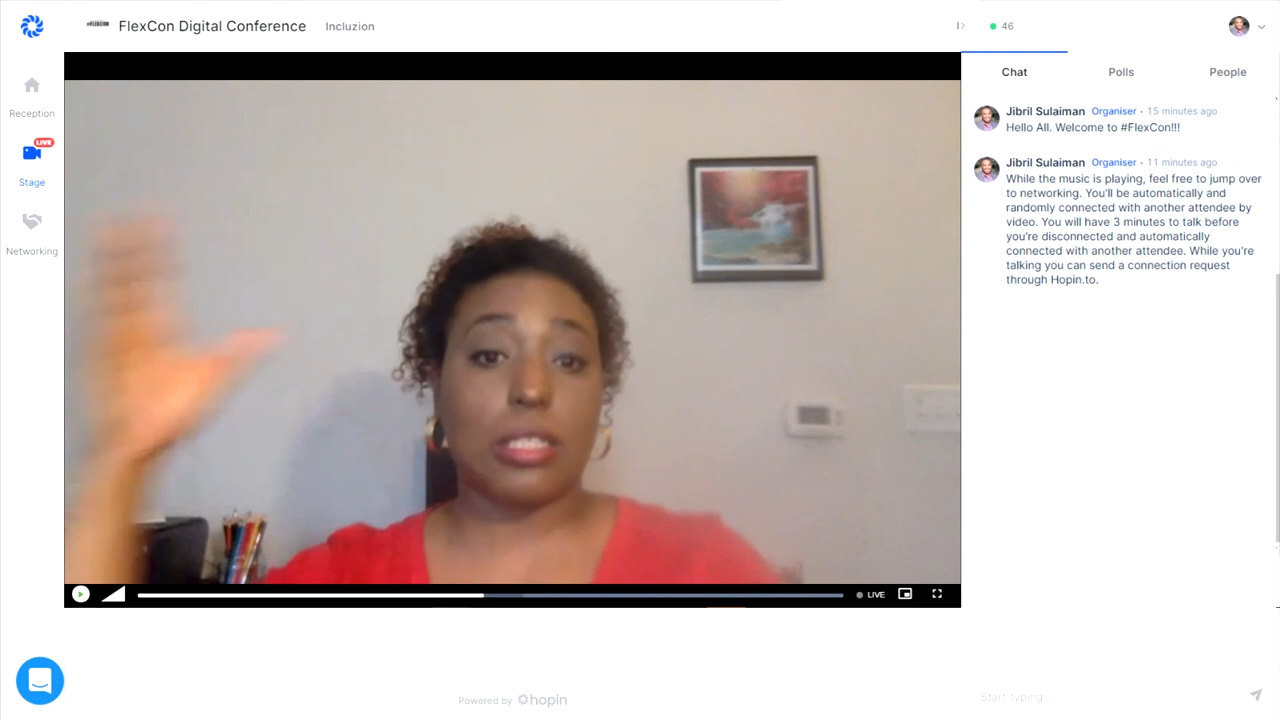 #FLEXCON FlexCon Digital Conference Incluzion
46
Reception
LIVE
Stage
Networking
Chat Polls People
Jibril Sulaiman Organiser • 15 minutes ago
Hello All. Welcome to #FlexCon!!!
Jibril Sulaiman Organiser • 11 minutes ago
While the music is playing, feel free to jump over
to networking. You'll be automatically and
randomly connected with another attendee by
video. You will have 3 minutes to talk before
you're disconnected and automatically
connected with another attendee. While you're
talking you can send a connection request
through Hopin.to.
LIVE
Powered by hopin
Start typing